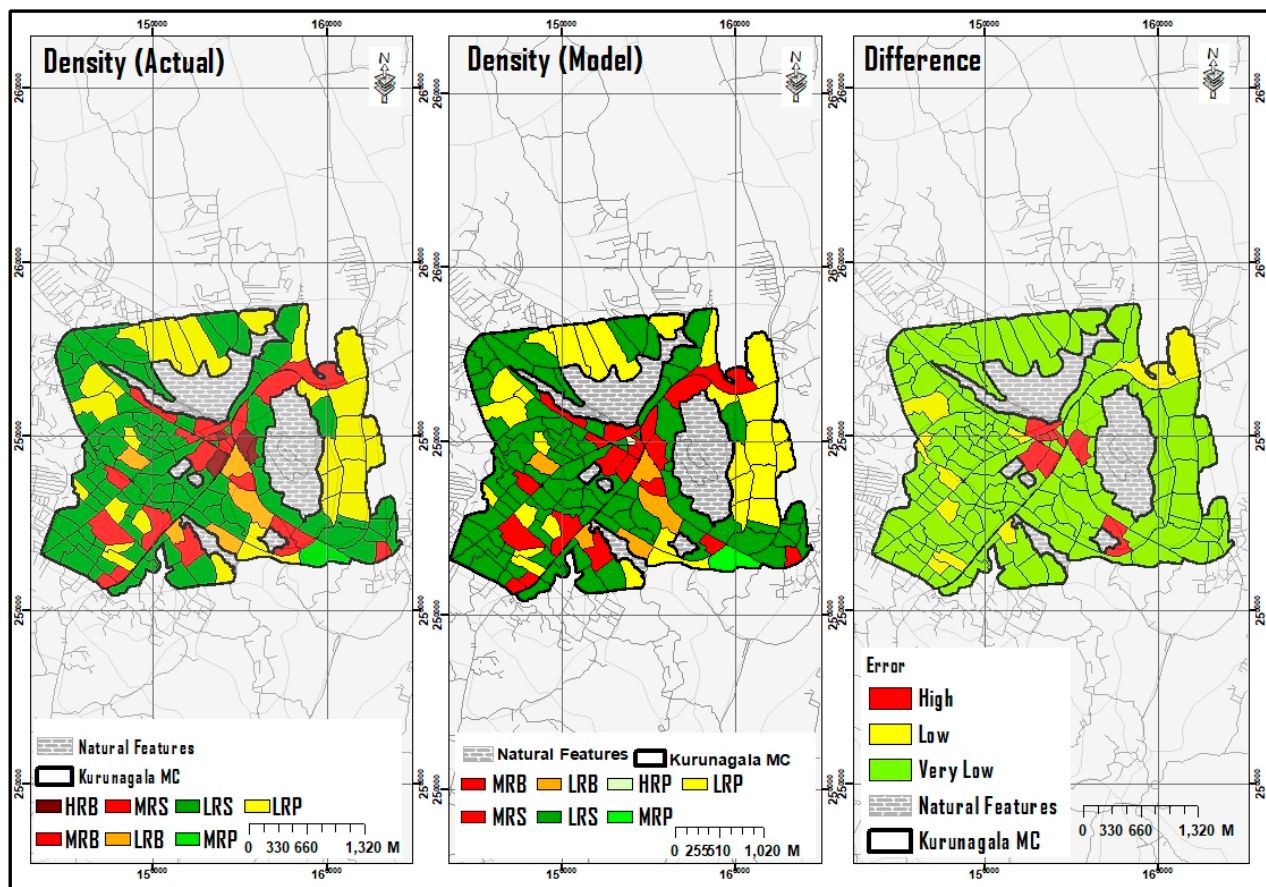 Density (Actual)
N
Natural Features
Kurunagala MC
HRB MRS LRS LRP
MRB LRB MRP
0 330 660 1,320 M
Density (Model)
N
Natural Features Kurunagala MC
MRB LRB HRP LRP
MRS LRS MRP
0 255510 1,020 M
Difference
N
Error
High
Low
Very Low
Natural Features
Kurunagala MC
0 330 660 1,320 M